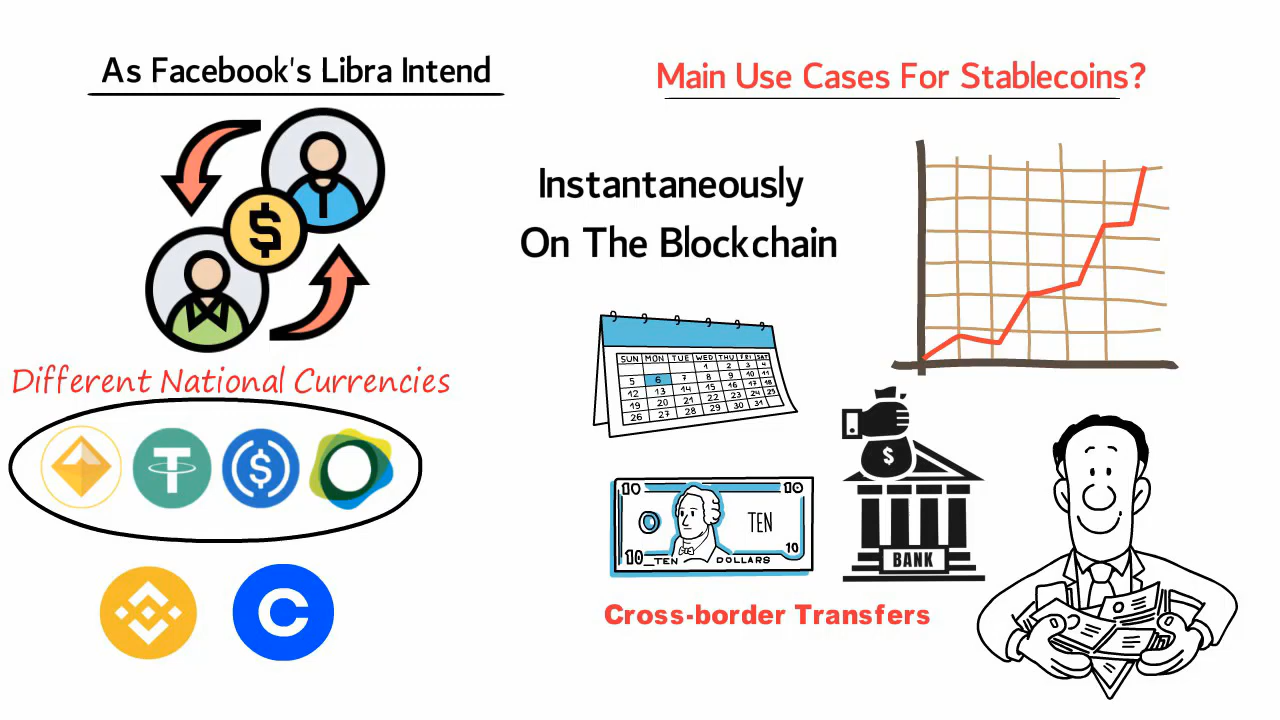 As Facebook's Libra Intend
Different National Currencies
Main Use Cases For Stablecoins?
Instantaneously
On The Blockchain
SUN MON TUE WED THU FRI SAT
1 2 3 4
5 6 7 8 9 10 11
12 13 14 15 16 17 18
19 20 21 22 23 24 25
26 27 28 29 30 31
10 10
TEN
10 TEN DOLLARS 10
$
BANK
Cross-border Transfers